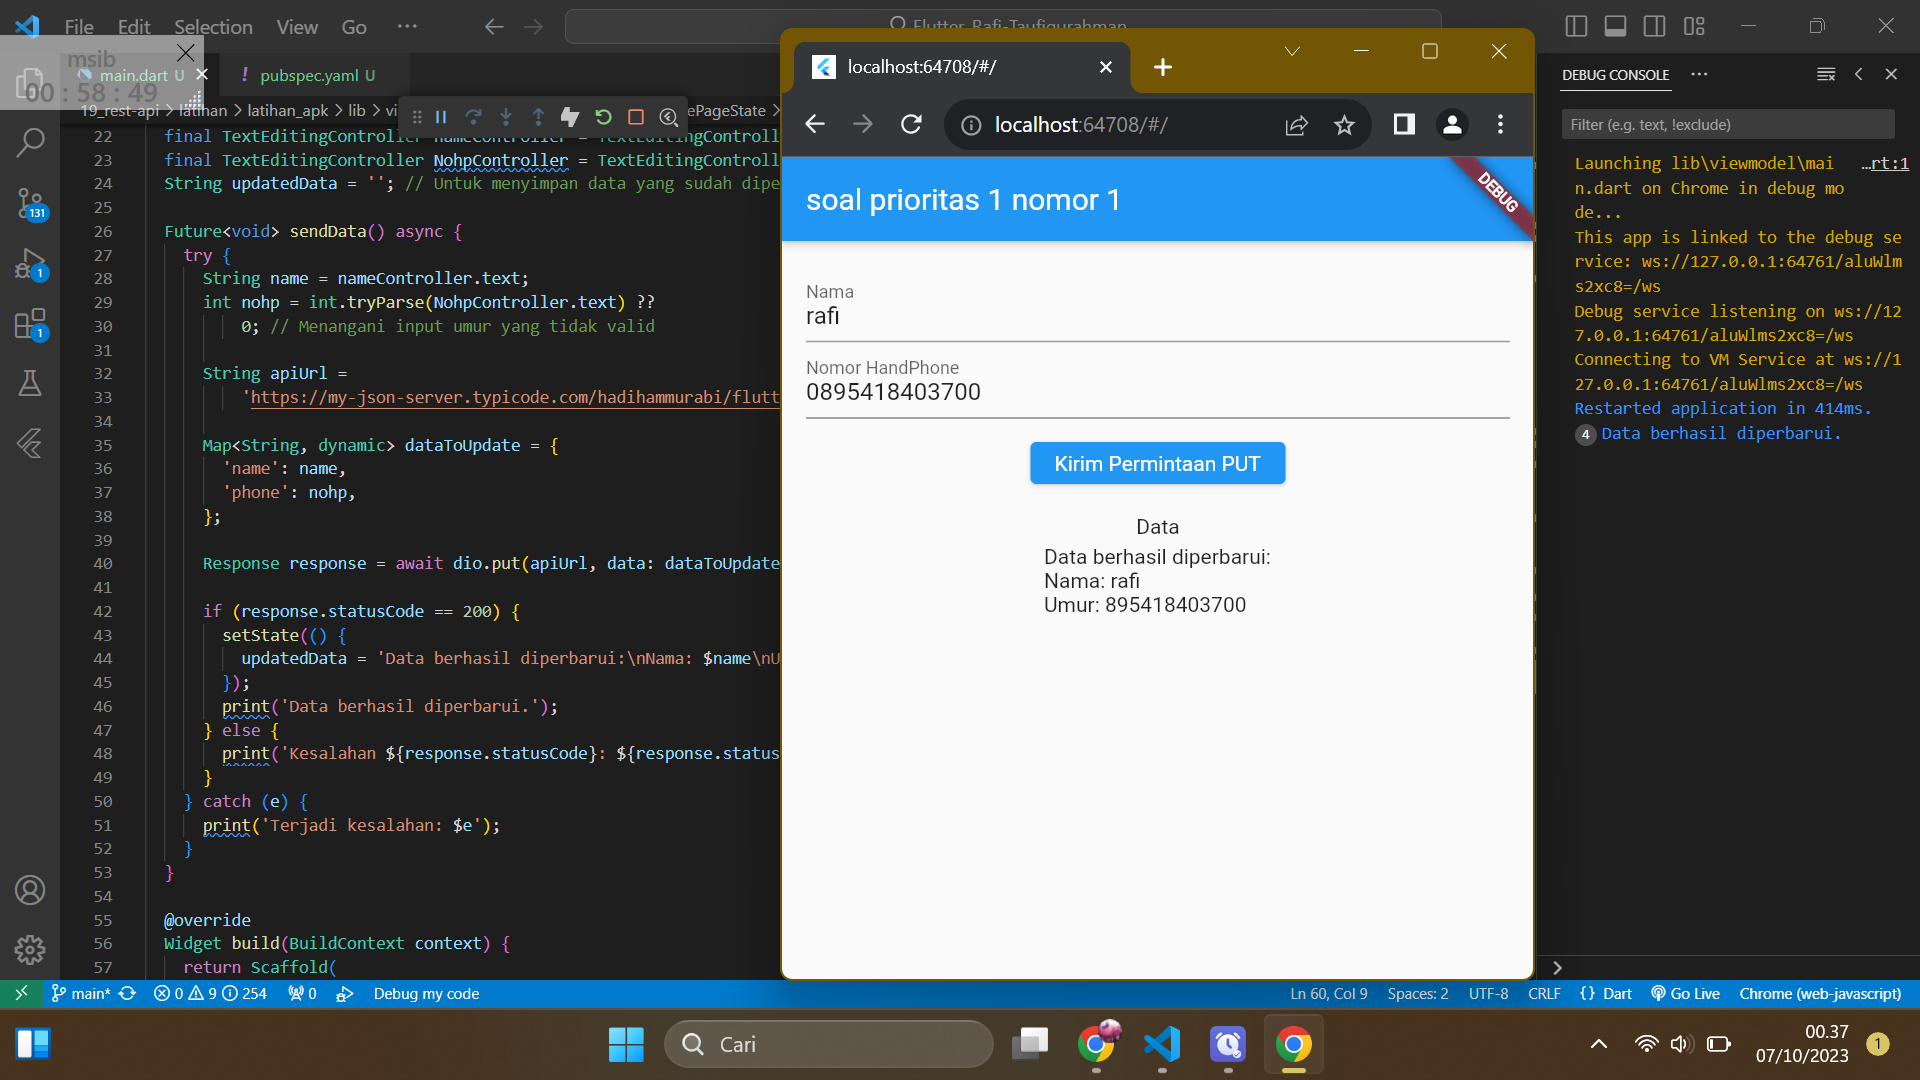 File Edit Selection View Go ···
Flutter_Rafi-Taufiqurahman
msib
00 : 58 : 49
main.dart U
! pubspec.yaml U
19_rest-api > latihan > latihan_apk > lib > vi
ePageState >
22 final TextEditingController nameController = TextEditingControll
23 final TextEditingController NohpController = TextEditingControll
24 String updatedData = ''; // Untuk menyimpan data yang sudah dipe
25
26 Future<void> sendData() async {
27 try {
28 String name = nameController.text;
29 int nohp = int.tryParse(NohpController.text) ??
30 0; // Menangani input umur yang tidak valid
31
32 String apiUrl =
33 'https://my-json-server.typicode.com/hadihammurabi/flutt
34
35 Map<String, dynamic> dataToUpdate = {
36 'name': name,
37 'phone': nohp,
38 };
39
40 Response response = await dio.put(apiUrl, data: dataToUpdate
41
42 if (response.statusCode == 200) {
43 setState(() {
44 updatedData = 'Data berhasil diperbarui:\nNama: $name\nU
45 });
46 print('Data berhasil diperbarui.');
47 } else {
48 print('Kesalahan ${response.statusCode}: ${response.status
49 }
50 } catch (e) {
51 print('Terjadi kesalahan: $e');
52 }
53 }
54
55 @override
56 Widget build(BuildContext context) {
57 return Scaffold(
131
1
1
localhost:64708/#/
localhost:64708/#/
soal prioritas 1 nomor 1
DEBUG
Nama
rafi
Nomor HandPhone
0895418403700
Kirim Permintaan PUT
Data
Data berhasil diperbarui:
Nama: rafi
Umur: 895418403700
DEBUG CONSOLE ···
Filter (e.g. text, !exclude)
Launching lib\viewmodel\mai …rt:1
n.dart on Chrome in debug mo
de...
This app is linked to the debug se
rvice: ws://127.0.0.1:64761/aluWlm
s2xc8=/ws
Debug service listening on ws://12
7.0.0.1:64761/aluWlms2xc8=/ws
Connecting to VM Service at ws://1
27.0.0.1:64761/aluWlms2xc8=/ws
Restarted application in 414ms.
4 Data berhasil diperbarui.
main* 0 9 254 0 Debug my code
Ln 60, Col 9 Spaces: 2 UTF-8 CRLF {} Dart Go Live Chrome (web-javascript)
Cari
00.37
07/10/2023
1